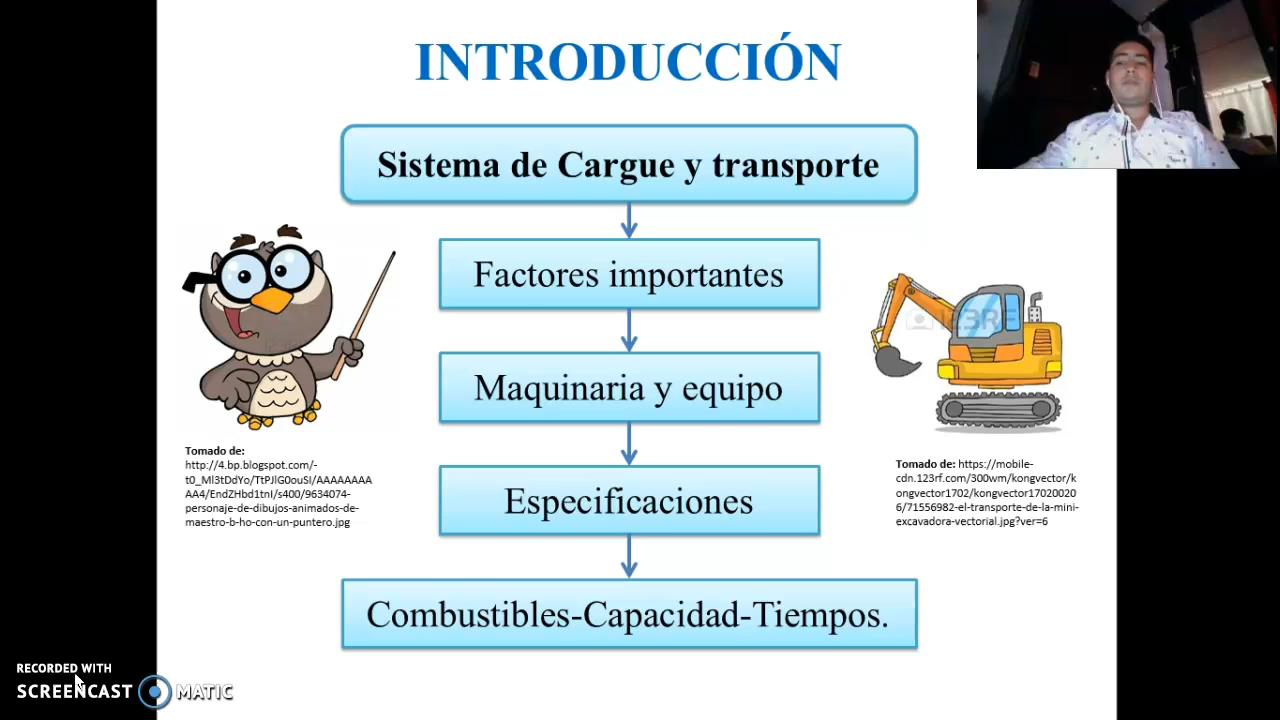 INTRODUCCIÓN
Sistema de Cargue y transporte
Factores importantes
Maquinaria y equipo
Especificaciones
Combustibles-Capacidad-Tiempos.
Tomado de:
http://4.bp.blogspot.com/-
t0_Ml3tDdYo/TtPJlG0ouSI/AAAAAAAA
AA4/EndZHbd1tnI/s400/9634074-
personaje-de-dibujos-animados-de-
maestro-b-ho-con-un-puntero.jpg
123RF
Tomado de: https://mobile-
cdn.123rf.com/300wm/kongvector/k
ongvector1702/kongvector17020020
6/71556982-el-transporte-de-la-mini-
excavadora-vectorial.jpg?ver=6
RECORDED WITH
SCREENCAST MATIC